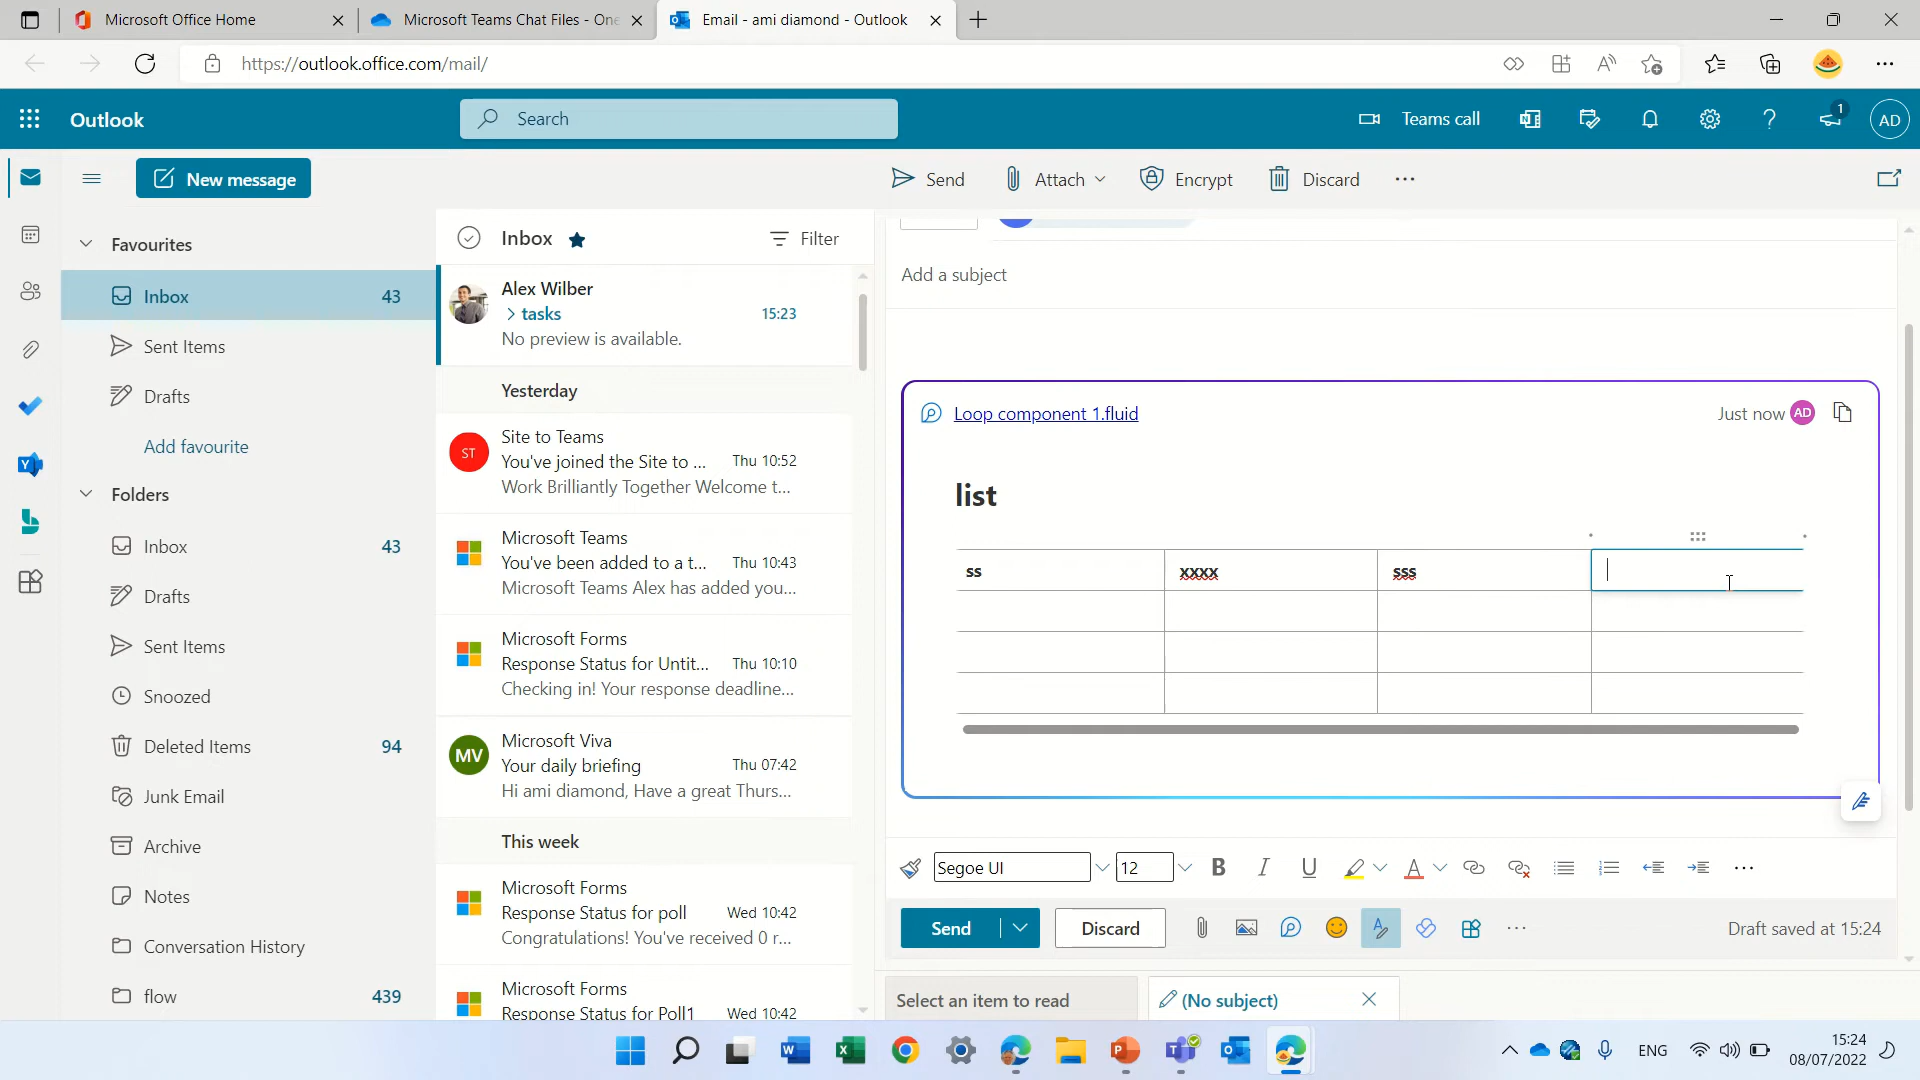 Microsoft Office Home
Microsoft Teams Chat Files - One
Email - ami diamond - Outlook
https://outlook.office.com/mail/
Outlook
Search
Teams call
1
AD
New message
Send
Attach
Encrypt
Discard
Favourites
Inbox 43
Sent Items
Drafts
Add favourite
Folders
Inbox 43
Drafts
Sent Items
Snoozed
Deleted Items 94
Junk Email
Archive
Notes
Conversation History
flow 439
Inbox
Filter
Alex Wilber
tasks 15:23
No preview is available.
Yesterday
ST
Site to Teams
You've joined the Site to ... Thu 10:52
Work Brilliantly Together Welcome t...
Microsoft Teams
You've been added to a t... Thu 10:43
Microsoft Teams Alex has added you...
Microsoft Forms
Response Status for Untit... Thu 10:10
Checking in! Your response deadline...
MV
Microsoft Viva
Your daily briefing Thu 07:42
Hi ami diamond, Have a great Thurs...
This week
Microsoft Forms
Response Status for poll Wed 10:42
Congratulations! You've received 0 r...
Microsoft Forms
Response Status for Poll1 Wed 10:42
Add a subject
Loop component 1.fluid
Just now AD
list
ss xxxx sss
Segoe UI 12 B I U A
Send
Discard
Draft saved at 15:24
Select an item to read
(No subject)
ENG
15:24
08/07/2022